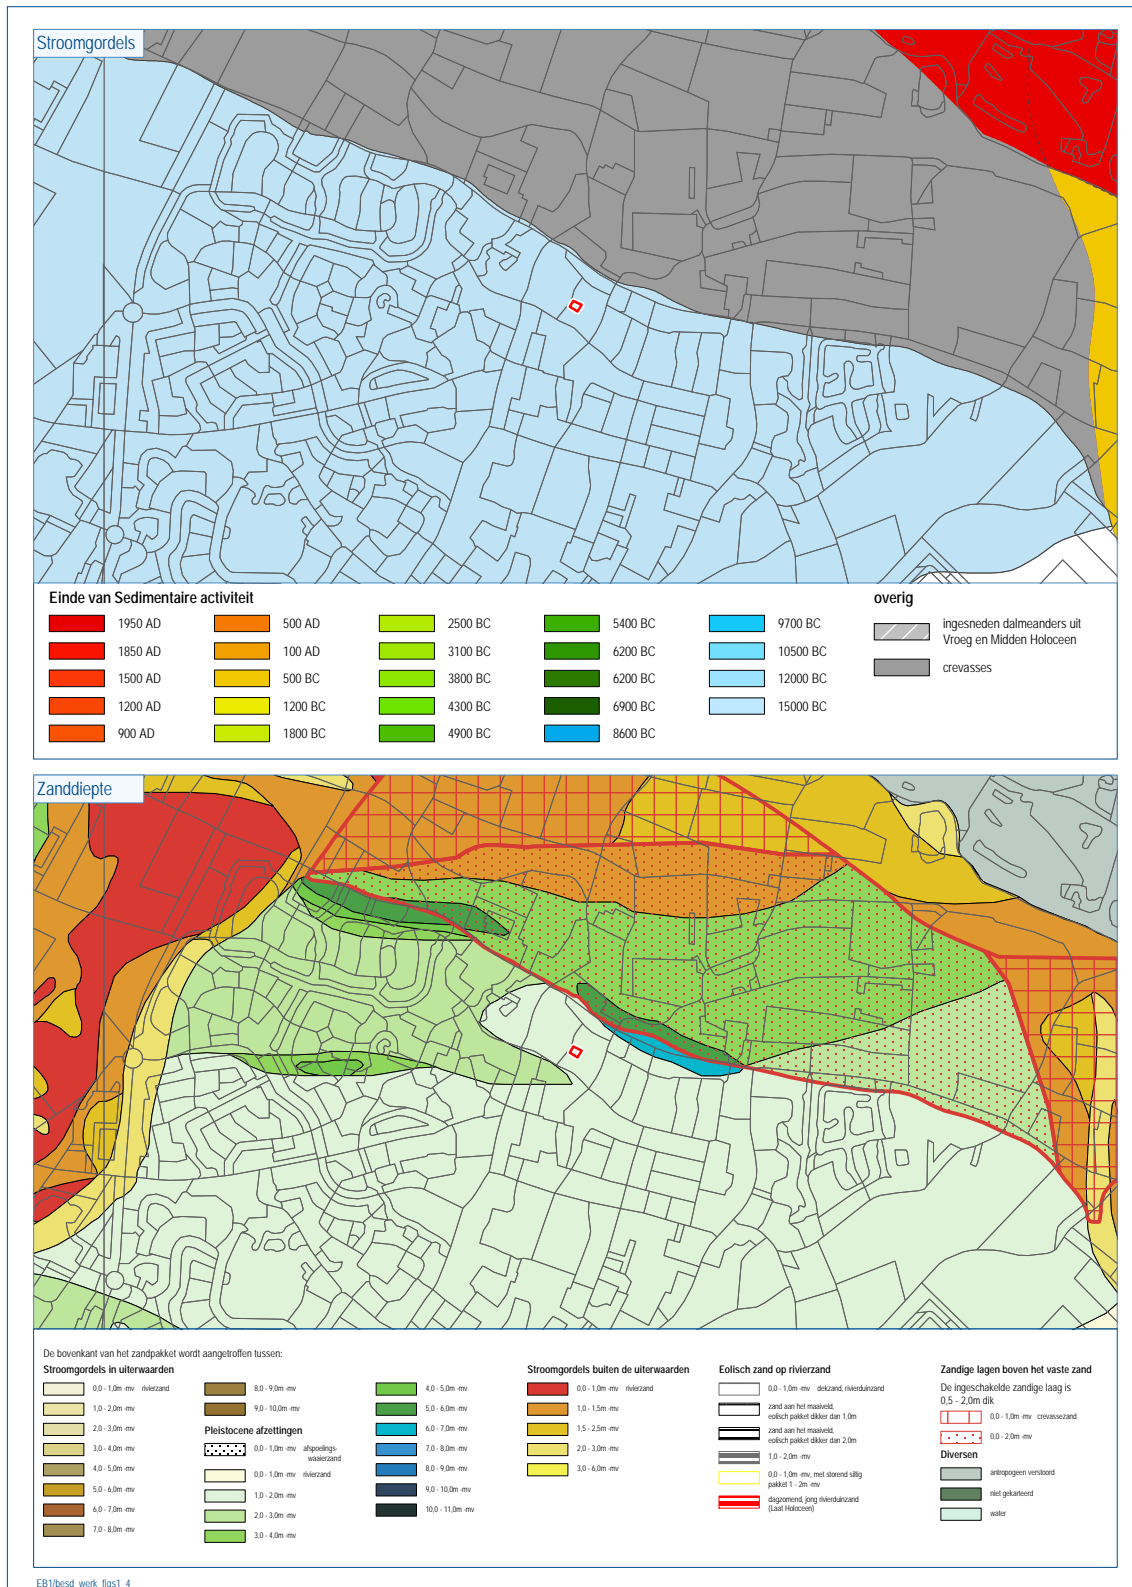 Stroomgordels
Einde van Sedimentaire activiteit
1950 AD
1850 AD
1500 AD
1200 AD
900 AD
500 AD
100 AD
500 BC
1200 BC
1800 BC
2500 BC
3100 BC
3800 BC
4300 BC
4900 BC
5400 BC
6200 BC
6200 BC
6900 BC
8600 BC
9700 BC
10500 BC
12000 BC
15000 BC
overig
ingesneden dalmeanders uit
Vroeg en Midden Holoceen
crevasses
Zanddiepte
De bovenkant van het zandpakket wordt aangetroffen tussen:
Stroomgordels in uiterwaarden
0,0 - 1,0m -mv rivierzand
1,0 - 2,0m -mv
2,0 - 3,0m -mv
3,0 - 4,0m -mv
4,0 - 5,0m -mv
5,0 - 6,0m -mv
6,0 - 7,0m -mv
7,0 - 8,0m -mv
8,0 - 9,0m -mv
9,0 - 10,0m -mv
Pleistocene afzettingen
0,0 - 1,0m -mv afspoelings-
waaierzand
0,0 - 1,0m -mv rivierzand
1,0 - 2,0m -mv
2,0 - 3,0m -mv
3,0 - 4,0m -mv
4,0 - 5,0m -mv
5,0 - 6,0m -mv
6,0 - 7,0m -mv
7,0 - 8,0m -mv
8,0 - 9,0m -mv
9,0 - 10,0m -mv
10,0 - 11,0m -mv
Stroomgordels buiten de uiterwaarden
0,0 - 1,0m -mv rivierzand
1,0 - 1,5m -mv
1,5 - 2,5m -mv
2,0 - 3,0m -mv
3,0 - 6,0m -mv
Eolisch zand op rivierzand
0,0 - 1,0m -mv dekzand, rivierduinzand
zand aan het maaiveld,
eolisch pakket dikker dan 1,0m
zand aan het maaiveld,
eolisch pakket dikker dan 2,0m
1,0 - 2,0m -mv
0,0 - 1,0m -mv, met storend siltig
pakket 1 - 2m -mv
dagzomend, jong rivierduinzand
(Laat Holoceen)
Zandige lagen boven het vaste zand
De ingeschakelde zandige laag is
0,5 - 2,0m dik
0,0 - 1,0m -mv crevassezand
0,0 - 2,0m -mv
Diversen
antropogeen verstoord
niet gekarteerd
water
EB1/besd_werk_figs1_4